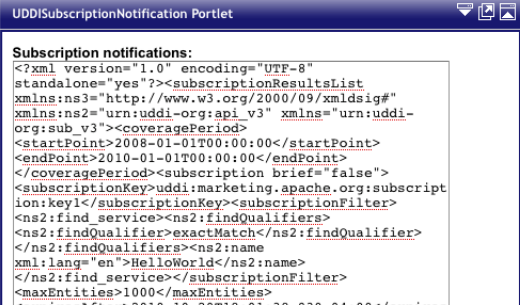 UDDISubscriptionNotification Portlet
Subscription notifications:
<?xml version="1.0" encoding="UTF-8"
standalone="yes"?><subscriptionResultsList
xmlns:ns3="http://www.w3.org/2000/09/xmldsig#"
xmlns:ns2="urn:uddi-org:api_v3" xmlns="urn:uddi-
org:sub_v3"><coveragePeriod>
<startPoint>2008-01-01T00:00:00</startPoint>
<endPoint>2010-01-01T00:00:00</endPoint>
</coveragePeriod><subscription brief="false">
<subscriptionKey>uddi:marketing.apache.org:subscript
ion:key1</subscriptionKey><subscriptionFilter>
<ns2:find_service><ns2:findQualifiers>
<ns2:findQualifier>exactMatch</ns2:findQualifier>
</ns2:findQualifiers><ns2:name
xml:lang="en">HelloWorld</ns2:name>
</ns2:find_service></subscriptionFilter>
<maxEntities>1000</maxEntities>